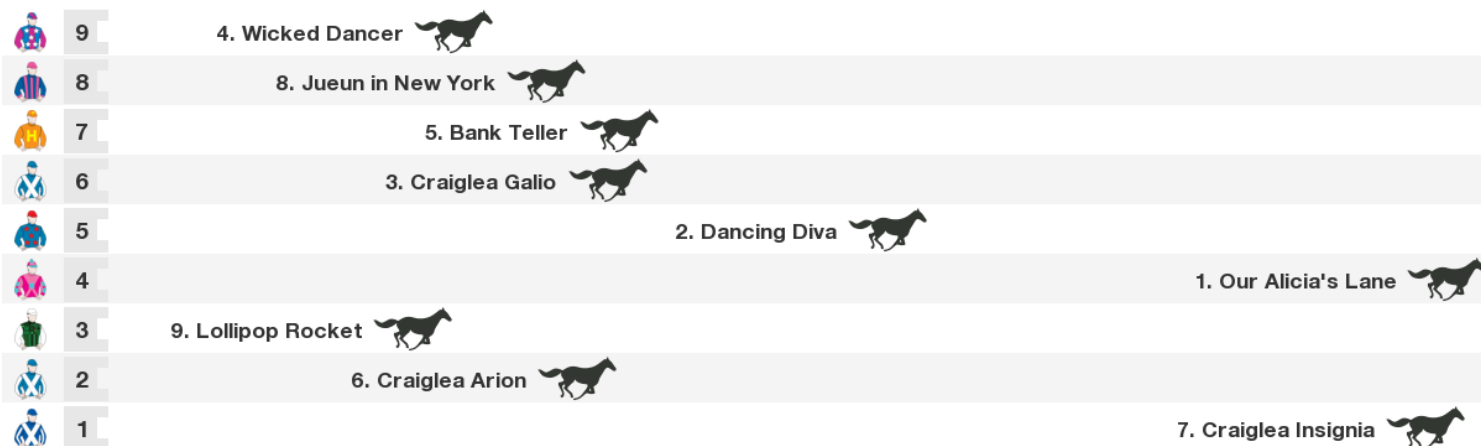 9 4. Wicked Dancer
8 8. Jueun in New York
H 7 5. Bank Teller
6 3. Craiglea Galio
5 2. Dancing Diva
4 1. Our Alicia's Lane
3 9. Lollipop Rocket
2 6. Craiglea Arion
1 7. Craiglea Insignia